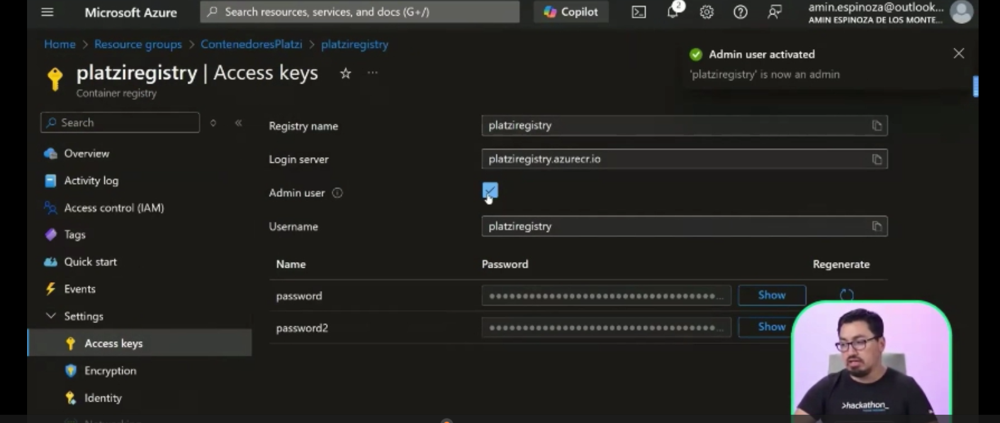 Microsoft Azure
Search resources, services, and docs (G+/)
Copilot
2
amin.espinoza@outlook...
AMIN ESPINOZA DE LOS MONTE...
Home > Resource groups > ContenedoresPlatzi > platziregistry
Admin user activated
'platziregistry' is now an admin
platziregistry | Access keys
Container registry
Search
Overview
Activity log
Access control (IAM)
Tags
Quick start
Events
Settings
Access keys
Encryption
Identity
Registry name
platziregistry
Login server
platziregistry.azurecr.io
Admin user
Username
platziregistry
Name Password Regenerate
password Show
password2 Show
>hackathon_